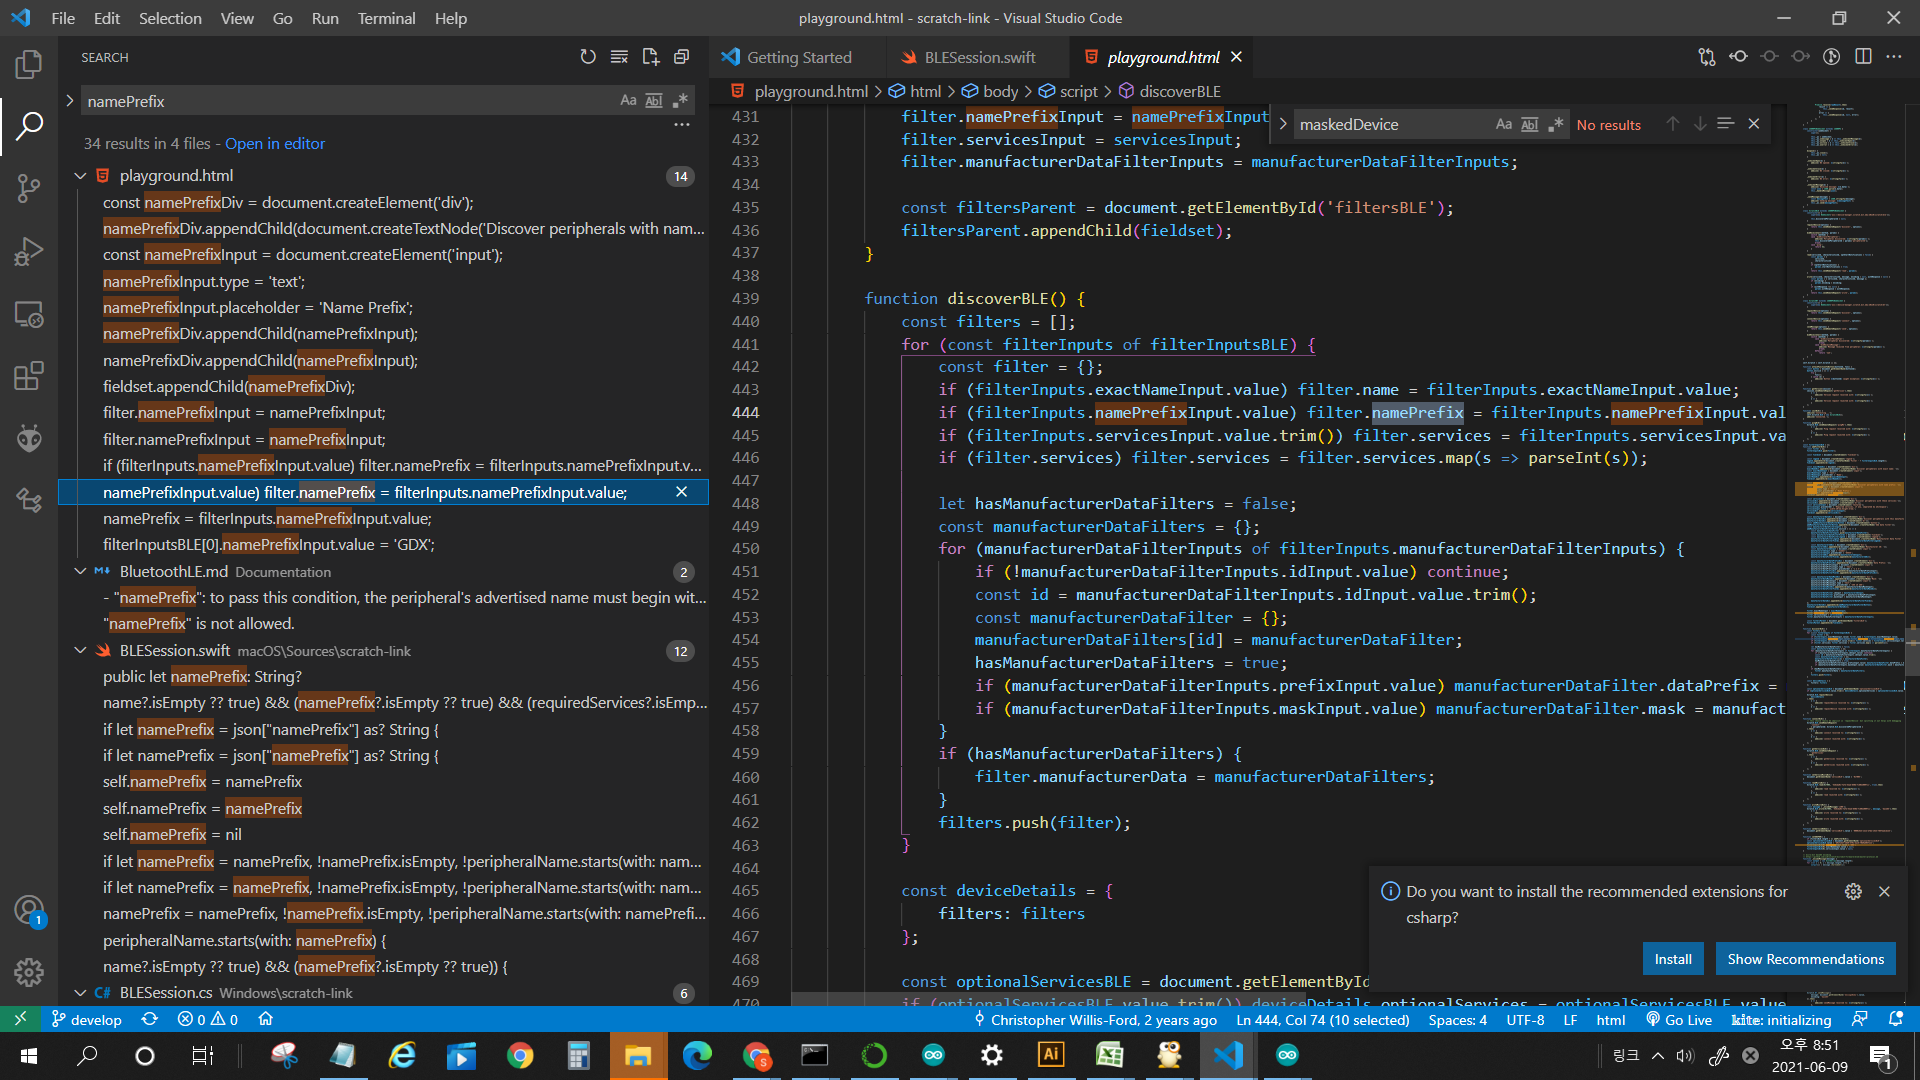 File Edit Selection View Go Run Terminal Help
playground.html - scratch-link - Visual Studio Code
SEARCH
namePrefix
34 results in 4 files - Open in editor
playground.html 14
const namePrefixDiv = document.createElement('div');
namePrefixDiv.appendChild(document.createTextNode('Discover peripherals with nam...
const namePrefixInput = document.createElement('input');
namePrefixInput.type = 'text';
namePrefixInput.placeholder = 'Name Prefix';
namePrefixDiv.appendChild(namePrefixInput);
namePrefixDiv.appendChild(namePrefixInput);
fieldset.appendChild(namePrefixDiv);
filter.namePrefixInput = namePrefixInput;
filter.namePrefixInput = namePrefixInput;
if (filterInputs.namePrefixInput.value) filter.namePrefix = filterInputs.namePrefixInput.v...
namePrefixInput.value) filter.namePrefix = filterInputs.namePrefixInput.value;
namePrefix = filterInputs.namePrefixInput.value;
filterInputsBLE[0].namePrefixInput.value = 'GDX';
BluetoothLE.md Documentation 2
- "namePrefix": to pass this condition, the peripheral's advertised name must begin wit...
"namePrefix" is not allowed.
BLESession.swift macOS\Sources\scratch-link 12
public let namePrefix: String?
name?.isEmpty ?? true) && (namePrefix?.isEmpty ?? true) && (requiredServices?.isEmp...
if let namePrefix = json["namePrefix"] as? String {
if let namePrefix = json["namePrefix"] as? String {
self.namePrefix = namePrefix
self.namePrefix = namePrefix
self.namePrefix = nil
if let namePrefix = namePrefix, !namePrefix.isEmpty, !peripheralName.starts(with: nam...
if let namePrefix = namePrefix, !namePrefix.isEmpty, !peripheralName.starts(with: nam...
namePrefix = namePrefix, !namePrefix.isEmpty, !peripheralName.starts(with: namePrefi...
peripheralName.starts(with: namePrefix) {
name?.isEmpty ?? true) && (namePrefix?.isEmpty ?? true)) {
BLESession.cs Windows\scratch-link 6
Getting Started BLESession.swift playground.html
playground.html > html > body > script > discoverBLE
maskedDevice Aa Abl No results
431 filter.namePrefixInput = namePrefixInput
432 filter.servicesInput = servicesInput;
433 filter.manufacturerDataFilterInputs = manufacturerDataFilterInputs;
434
435 const filtersParent = document.getElementById('filtersBLE');
436 filtersParent.appendChild(fieldset);
437 }
438
439 function discoverBLE() {
440 const filters = [];
441 for (const filterInputs of filterInputsBLE) {
442 const filter = {};
443 if (filterInputs.exactNameInput.value) filter.name = filterInputs.exactNameInput.value;
444 if (filterInputs.namePrefixInput.value) filter.namePrefix = filterInputs.namePrefixInput.val
445 if (filterInputs.servicesInput.value.trim()) filter.services = filterInputs.servicesInput.va
446 if (filter.services) filter.services = filter.services.map(s => parseInt(s));
447
448 let hasManufacturerDataFilters = false;
449 const manufacturerDataFilters = {};
450 for (manufacturerDataFilterInputs of filterInputs.manufacturerDataFilterInputs) {
451 if (!manufacturerDataFilterInputs.idInput.value) continue;
452 const id = manufacturerDataFilterInputs.idInput.value.trim();
453 const manufacturerDataFilter = {};
454 manufacturerDataFilters[id] = manufacturerDataFilter;
455 hasManufacturerDataFilters = true;
456 if (manufacturerDataFilterInputs.prefixInput.value) manufacturerDataFilter.dataPrefix =
457 if (manufacturerDataFilterInputs.maskInput.value) manufacturerDataFilter.mask = manufact
458 }
459 if (hasManufacturerDataFilters) {
460 filter.manufacturerData = manufacturerDataFilters;
461 }
462 filters.push(filter);
463 }
464
465 const deviceDetails = {
466 filters: filters
467 };
468
469 const optionalServicesBLE = document.getElementById
470 if (optionalServicesBLE.value.trim()) deviceDetails.optionalServices = optionalServicesBLE.value
Do you want to install the recommended extensions for
csharp?
Install Show Recommendations
develop 0 0 Christopher Willis-Ford, 2 years ago Ln 444, Col 74 (10 selected) Spaces: 4 UTF-8 LF html Go Live kite: initializing
링크 오후 8:51
2021-06-09